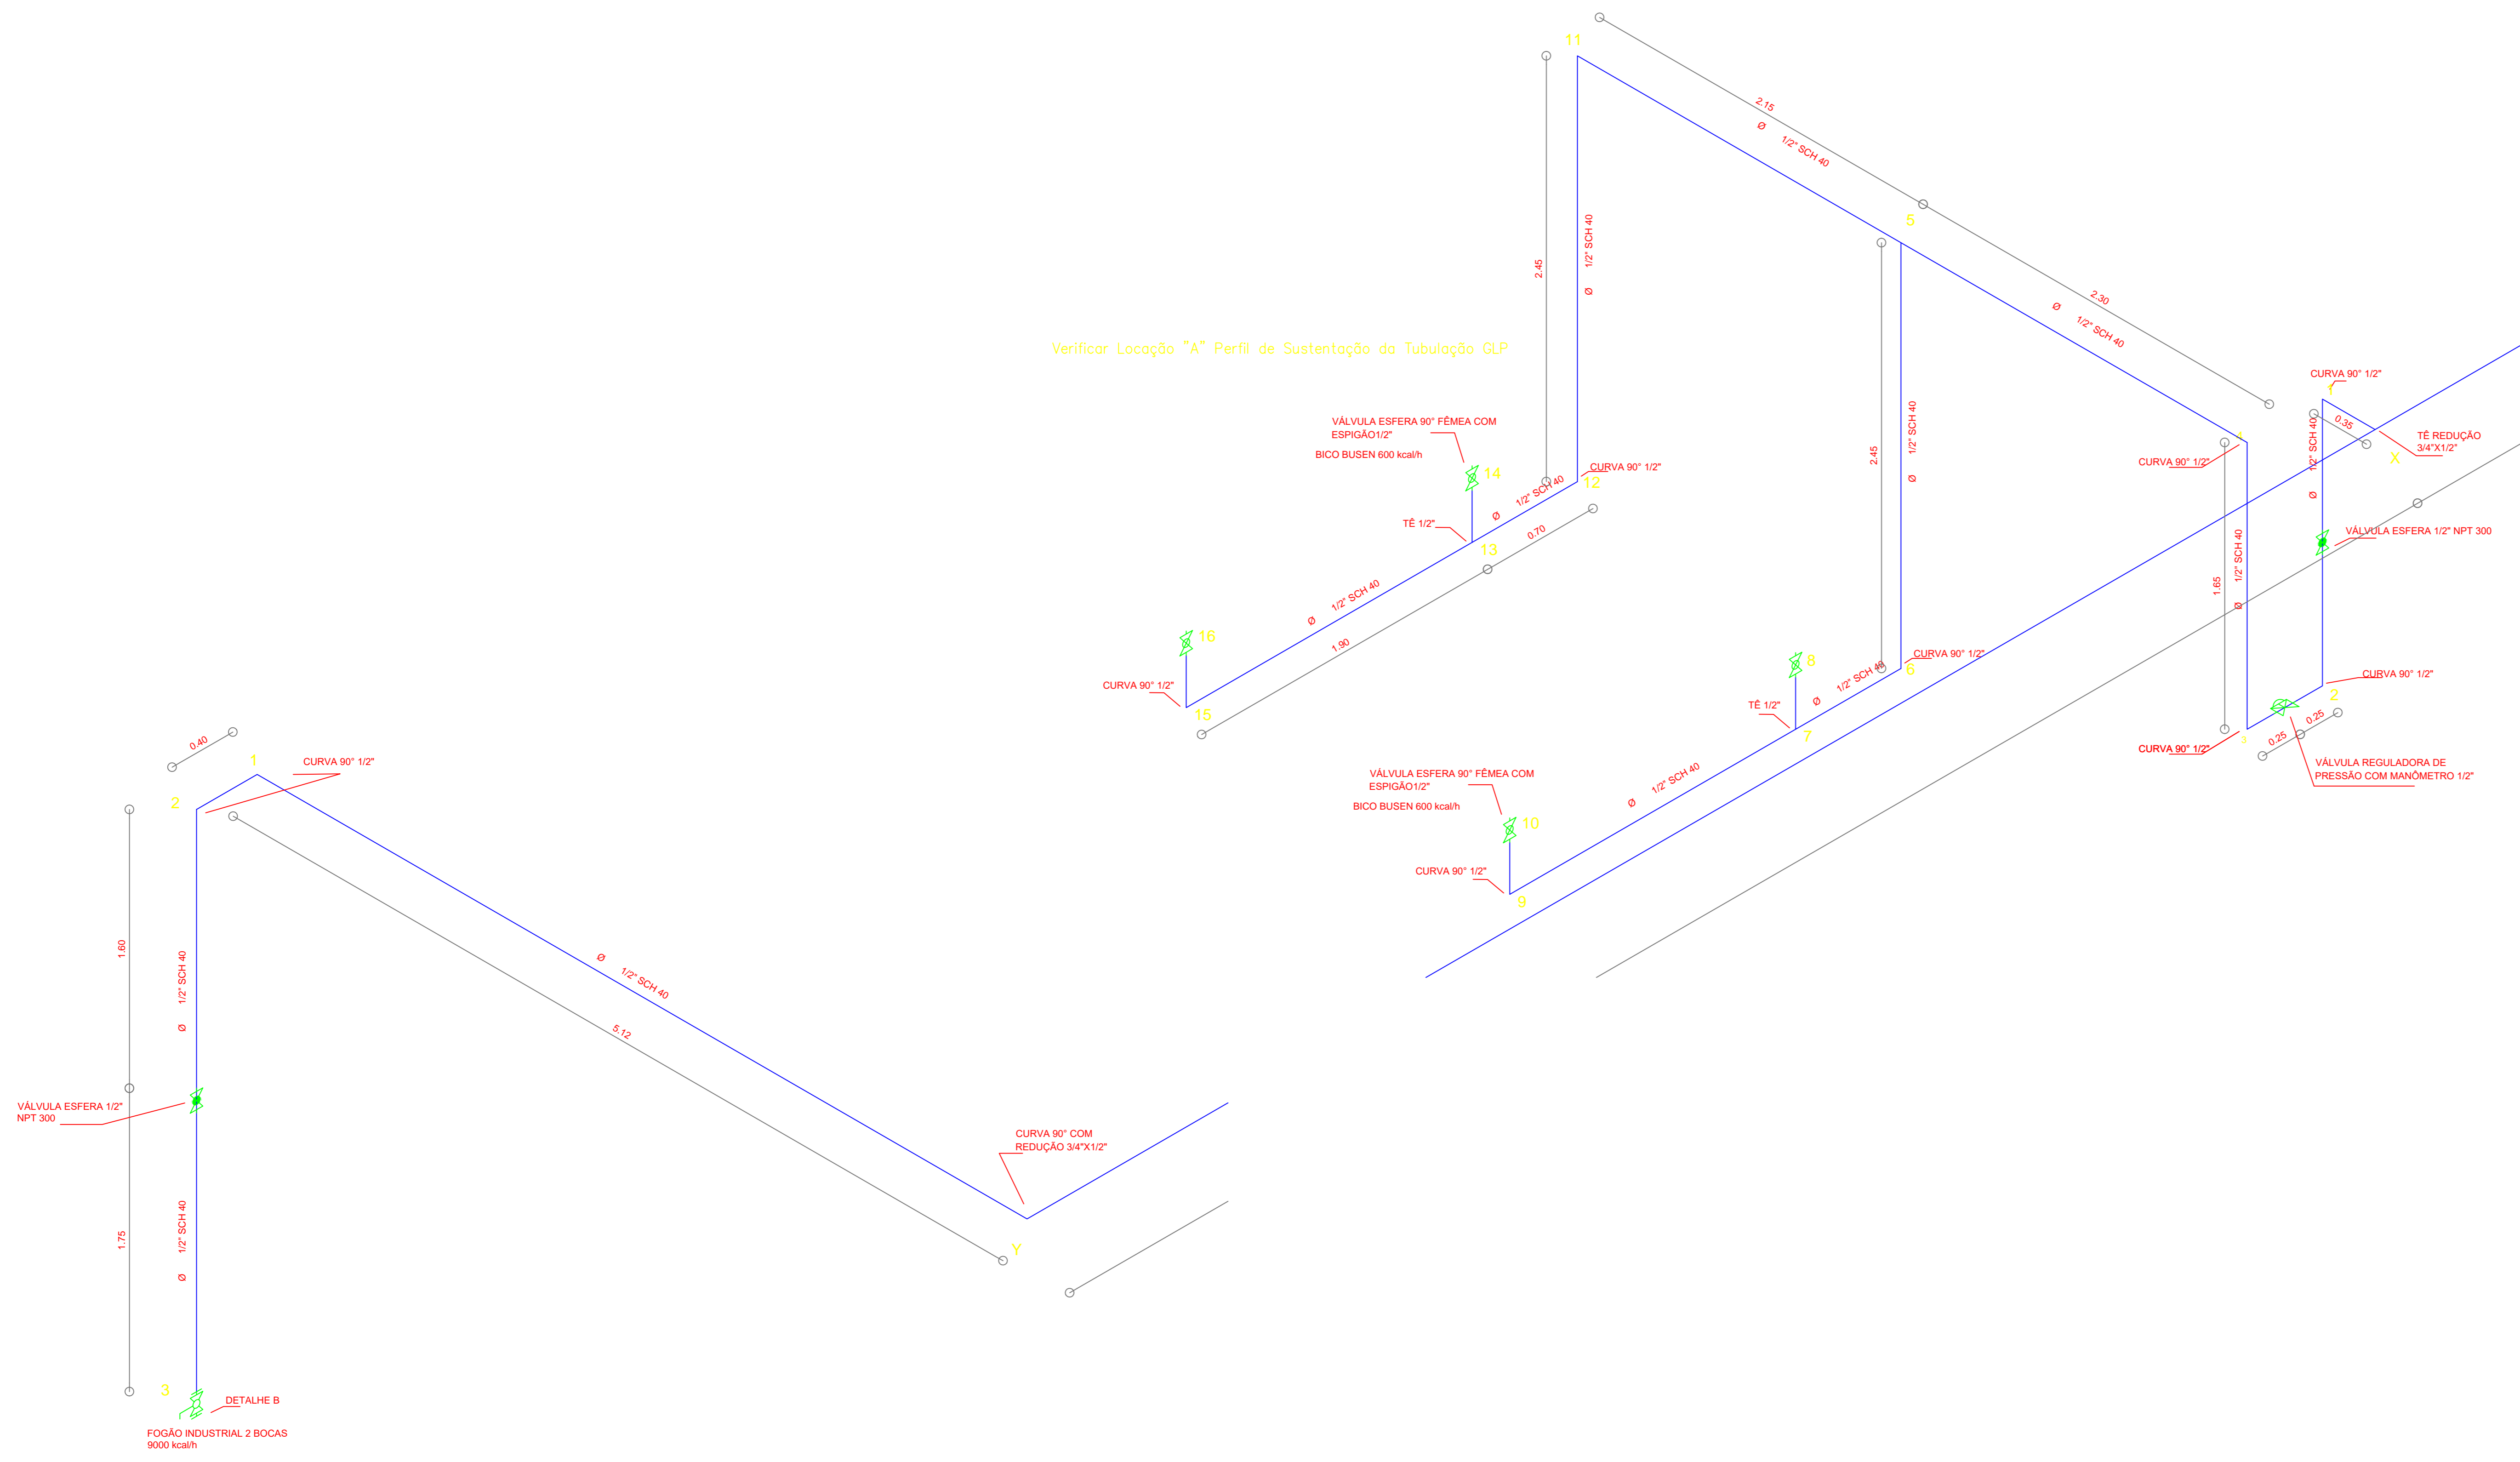 11
2.15
Ø 1/2" SCH 40
5
2.45
Ø 1/2" SCH 40
2.30
Ø 1/2" SCH 40
Verificar Locação "A" Perfil de Sustentação da Tubulação GLP
CURVA 90° 1/2"
1
0.35
TÊ REDUÇÃO
3/4"X1/2"
X
Ø 1/2" SCH 40
4
CURVA 90° 1/2"
VÁLVULA ESFERA 90° FÊMEA COM
ESPIGÃO1/2"
BICO BUSEN 600 kcal/h
14
CURVA 90° 1/2"
12
Ø 1/2" SCH 40
TÊ 1/2"
13
0.70
2.45
Ø 1/2" SCH 40
VÁLVULA ESFERA 1/2" NPT 300
1.65
Ø 1/2" SCH 40
Ø 1/2" SCH 40
1.90
16
CURVA 90° 1/2"
15
8
CURVA 90° 1/2"
6
Ø 1/2" SCH 40
TÊ 1/2"
7
CURVA 90° 1/2"
2
0.25
0.25
3
CURVA 90° 1/2"
VÁLVULA REGULADORA DE
PRESSÃO COM MANÔMETRO 1/2"
0.40
1
CURVA 90° 1/2"
2
VÁLVULA ESFERA 90° FÊMEA COM
ESPIGÃO1/2"
BICO BUSEN 600 kcal/h
10
Ø 1/2" SCH 40
CURVA 90° 1/2"
9
1.60
Ø 1/2" SCH 40
Ø 1/2" SCH 40
5.12
VÁLVULA ESFERA 1/2"
NPT 300
CURVA 90° COM
REDUÇÃO 3/4"X1/2"
Y
1.75
Ø 1/2" SCH 40
3
DETALHE B
FOGÃO INDUSTRIAL 2 BOCAS
9000 kcal/h